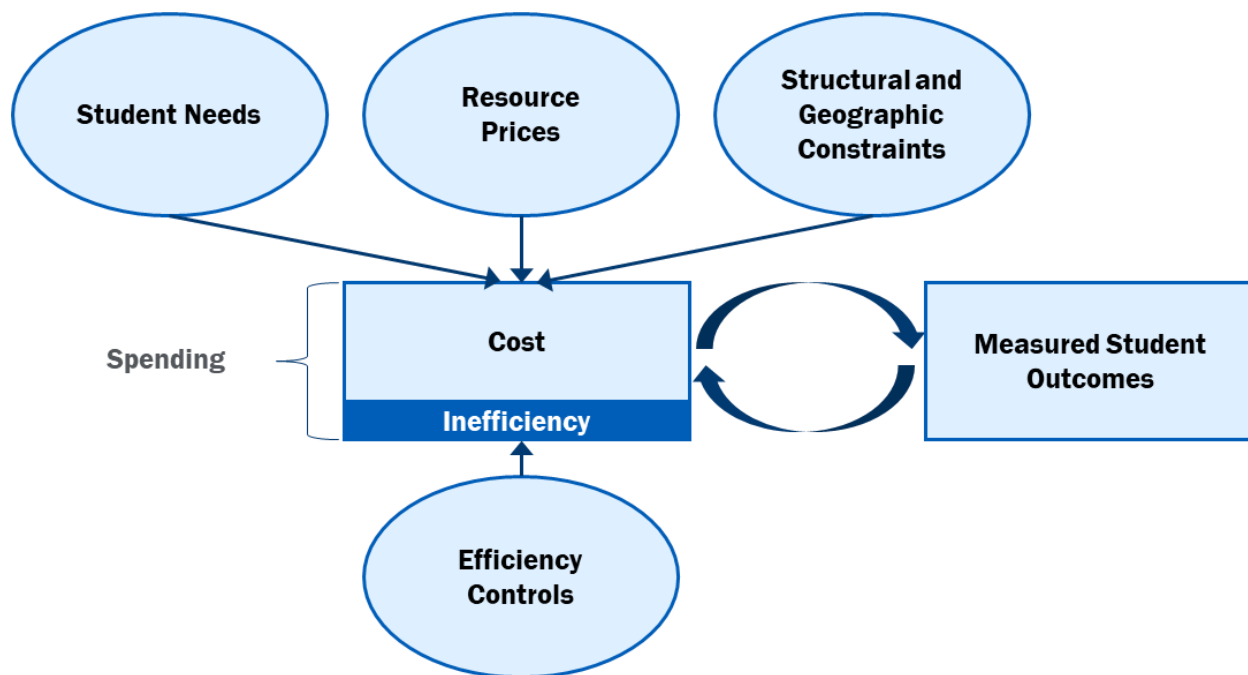 Student Needs
Resource
Prices
Structural and
Geographic
Constraints
Spending
Cost
Inefficiency
Measured Student
Outcomes
Efficiency
Controls